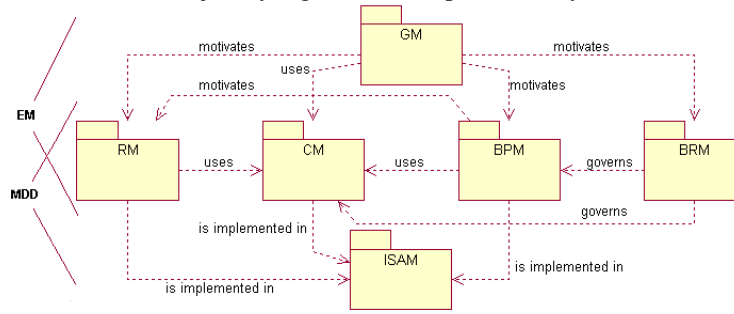 GM
motivates
motivates
uses
motivates
motivates
EM
RM
CM
BPM
BRM
uses
uses
governs
MDD
governs
is implemented in
ISAM
is implemented in
is implemented in